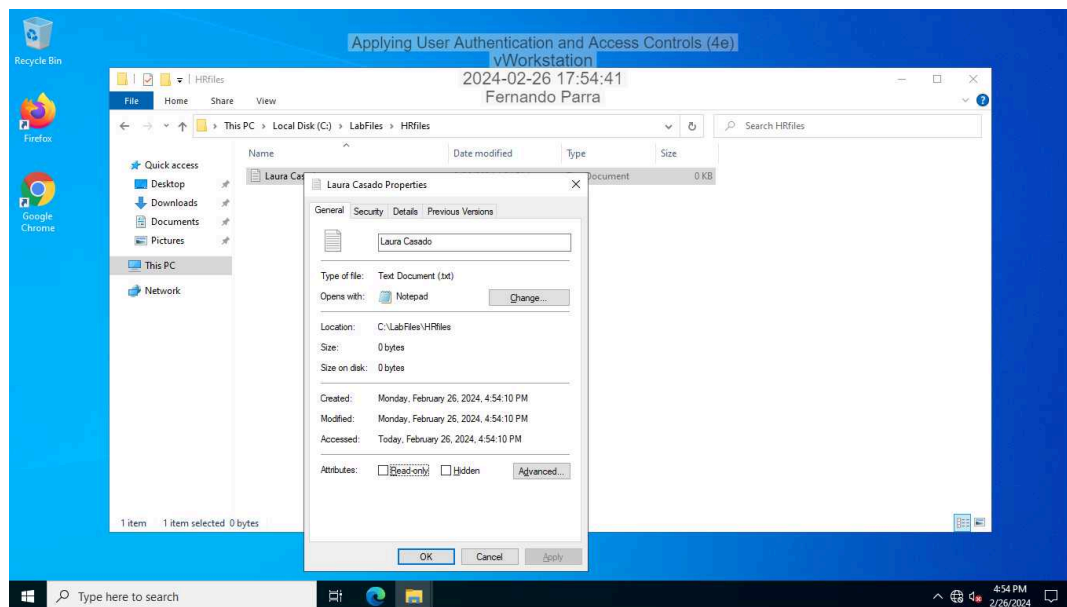 Recycle Bin
Applying User Authentication and Access Controls (4e)
vWorkstation
2024-02-26 17:54:41
Fernando Parra
HRfiles
File Home Share View
This PC > Local Disk (C:) > LabFiles > HRfiles
Search HRfiles
Firefox
Google
Chrome
Quick access
Desktop
Downloads
Documents
Pictures
This PC
Network
Name Date modified Type Size
Laura Cas Document 0 KB
Laura Casado Properties
General Security Details Previous Versions
Laura Casado
Type of file: Text Document (.txt)
Opens with: Notepad Change...
Location: C:\LabFiles\HRfiles
Size: 0 bytes
Size on disk: 0 bytes
Created: Monday, February 26, 2024, 4:54:10 PM
Modified: Monday, February 26, 2024, 4:54:10 PM
Accessed: Today, February 26, 2024, 4:54:10 PM
Attributes: Read-only Hidden Advanced...
OK Cancel Apply
1 item 1 item selected 0 bytes
Type here to search
4:54 PM
2/26/2024